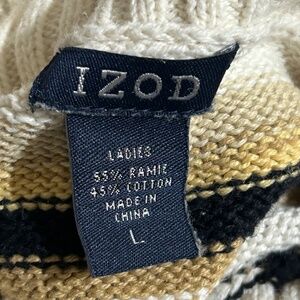 IZOD
LADIES
55% RAMIE
45% COTTON
MADE IN
CHINA
L